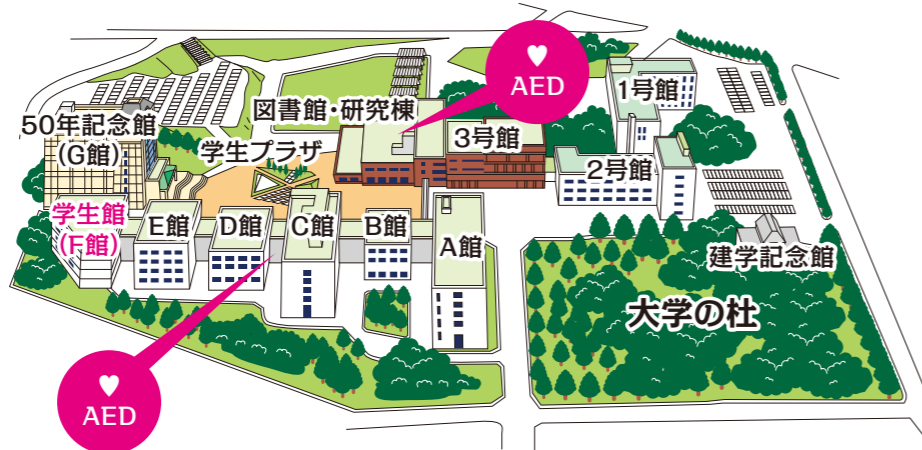 AED
1号館
図書館・研究棟
50年記念館
(G館)
学生プラザ
3号館
2号館
学生館
(F館)
E館
D館
C館
B館
A館
建学記念館
大学の杜
AED